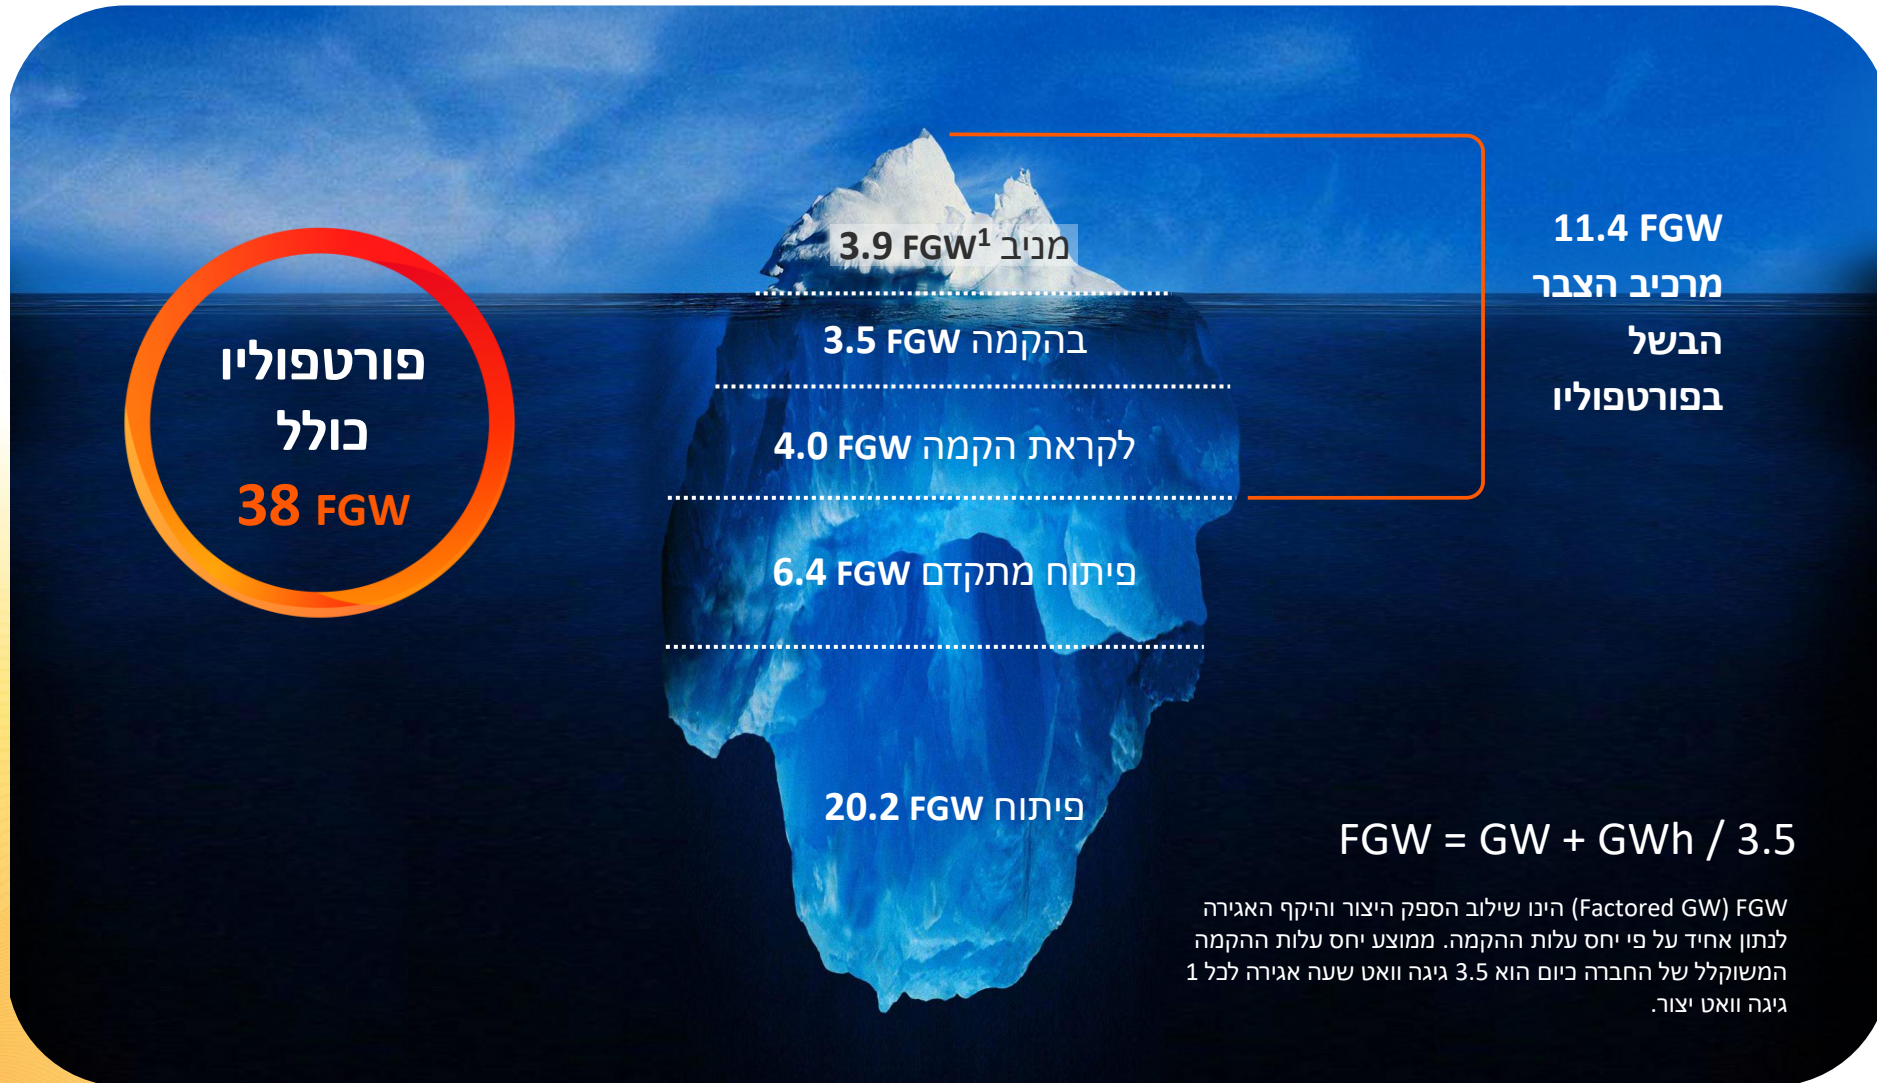 11.4 FGW
מרכיב הצבר
הבשל
בפורטפוליו
מניב 3.9 FGW¹
בהקמה 3.5 FGW
לקראת הקמה 4.0 FGW
פיתוח מתקדם 6.4 FGW
פיתוח 20.2 FGW
פורטפוליו
כולל
38 FGW
FGW = GW + GWh / 3.5
FGW (Factored GW) הינו שילוב הספק היצור והיקף האגירה
לנתון אחיד על פי יחס עלות ההקמה. ממוצע יחס עלות ההקמה
המשוקלל של החברה כיום הוא 3.5 גיגה וואט שעה אגירה לכל 1
גיגה וואט יצור.